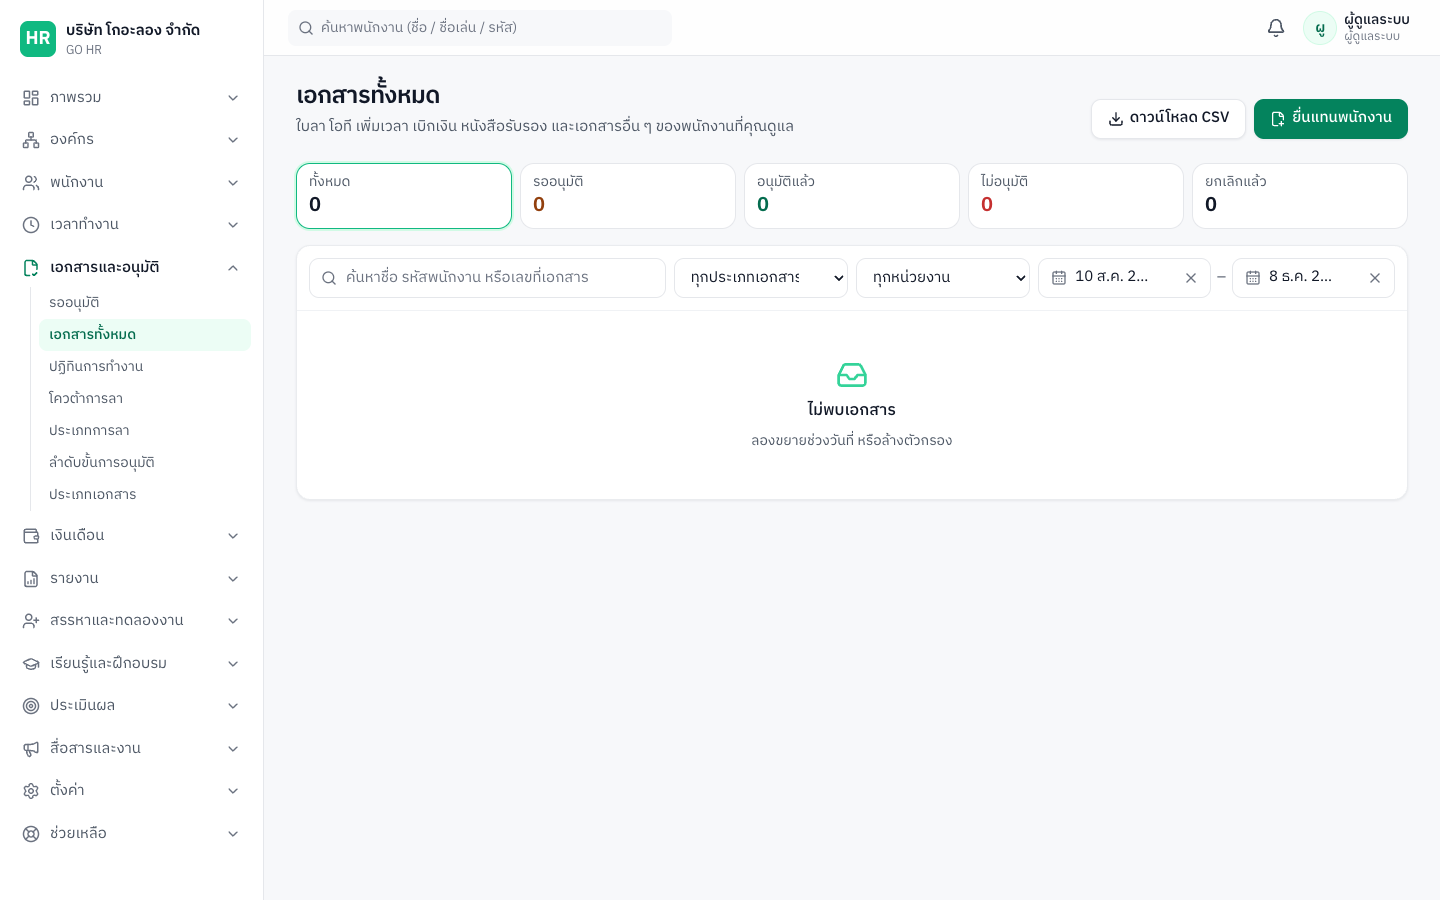 HR
บริษัท โกอะลอง จำกัด
GO HR
ภาพรวม
องค์กร
พนักงาน
เวลาทำงาน
เอกสารและอนุมัติ
รออนุมัติ
เอกสารทั้งหมด
ปฏิทินการทำงาน
โควต้าการลา
ประเภทการลา
ลำดับขั้นการอนุมัติ
ประเภทเอกสาร
เงินเดือน
รายงาน
สรรหาและทดลองงาน
เรียนรู้และฝึกอบรม
ประเมินผล
สื่อสารและงาน
ตั้งค่า
ช่วยเหลือ
ค้นหาพนักงาน (ชื่อ / ชื่อเล่น / รหัส)
ผู้
ผู้ดูแลระบบ
ผู้ดูแลระบบ
เอกสารทั้งหมด
ใบลา โอที เพิ่มเวลา เบิกเงิน หนังสือรับรอง และเอกสารอื่น ๆ ของพนักงานที่คุณดูแล
ดาวน์โหลด CSV
ยื่นแทนพนักงาน
ทั้งหมด
0
รออนุมัติ
0
อนุมัติแล้ว
0
ไม่อนุมัติ
0
ยกเลิกแล้ว
0
ค้นหาชื่อ รหัสพนักงาน หรือเลขที่เอกสาร
ทุกประเภทเอกสาร
ทุกหน่วยงาน
10 ส.ค. 2...
–
8 ธ.ค. 2...
ไม่พบเอกสาร
ลองขยายช่วงวันที่ หรือล้างตัวกรอง